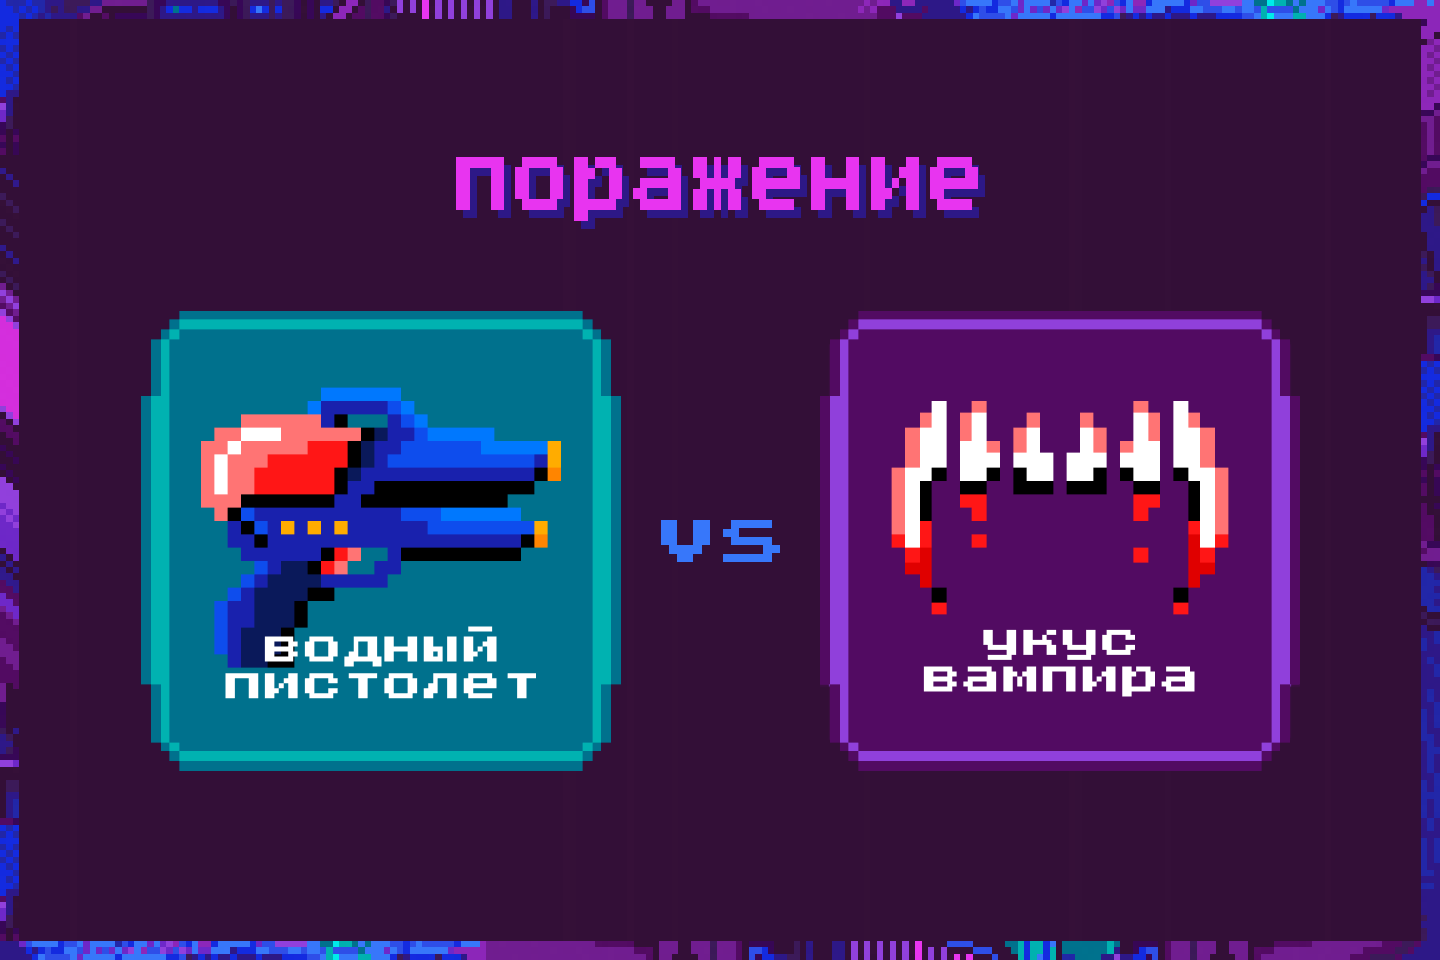 поражение
водный
пистолет
vs
укус
вампира